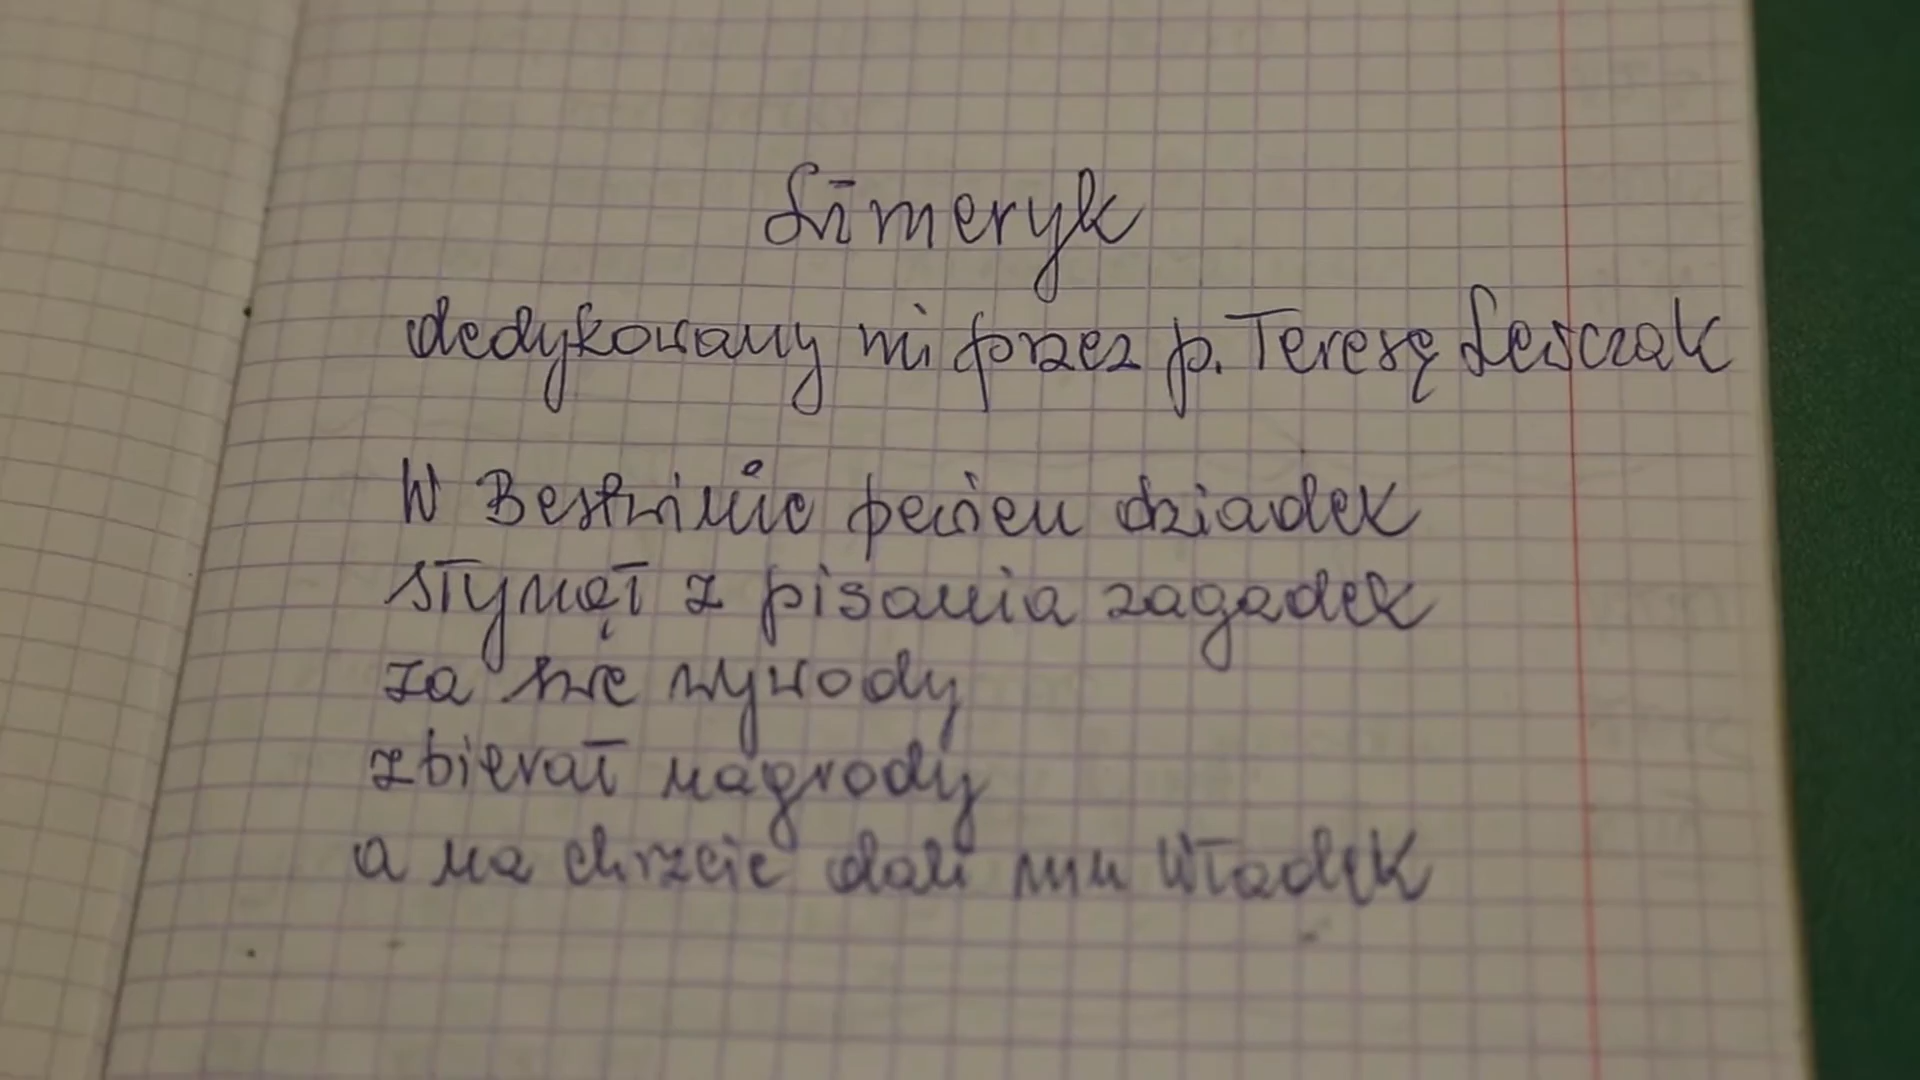 Limeryk
dedykowany mi przez p. Teresę Leśczak
W Bestwinie pewien dziadek
słynął z pisania zagadek
za swe wywody
zbierał nagrody
a na chrzcie dali mu Władek